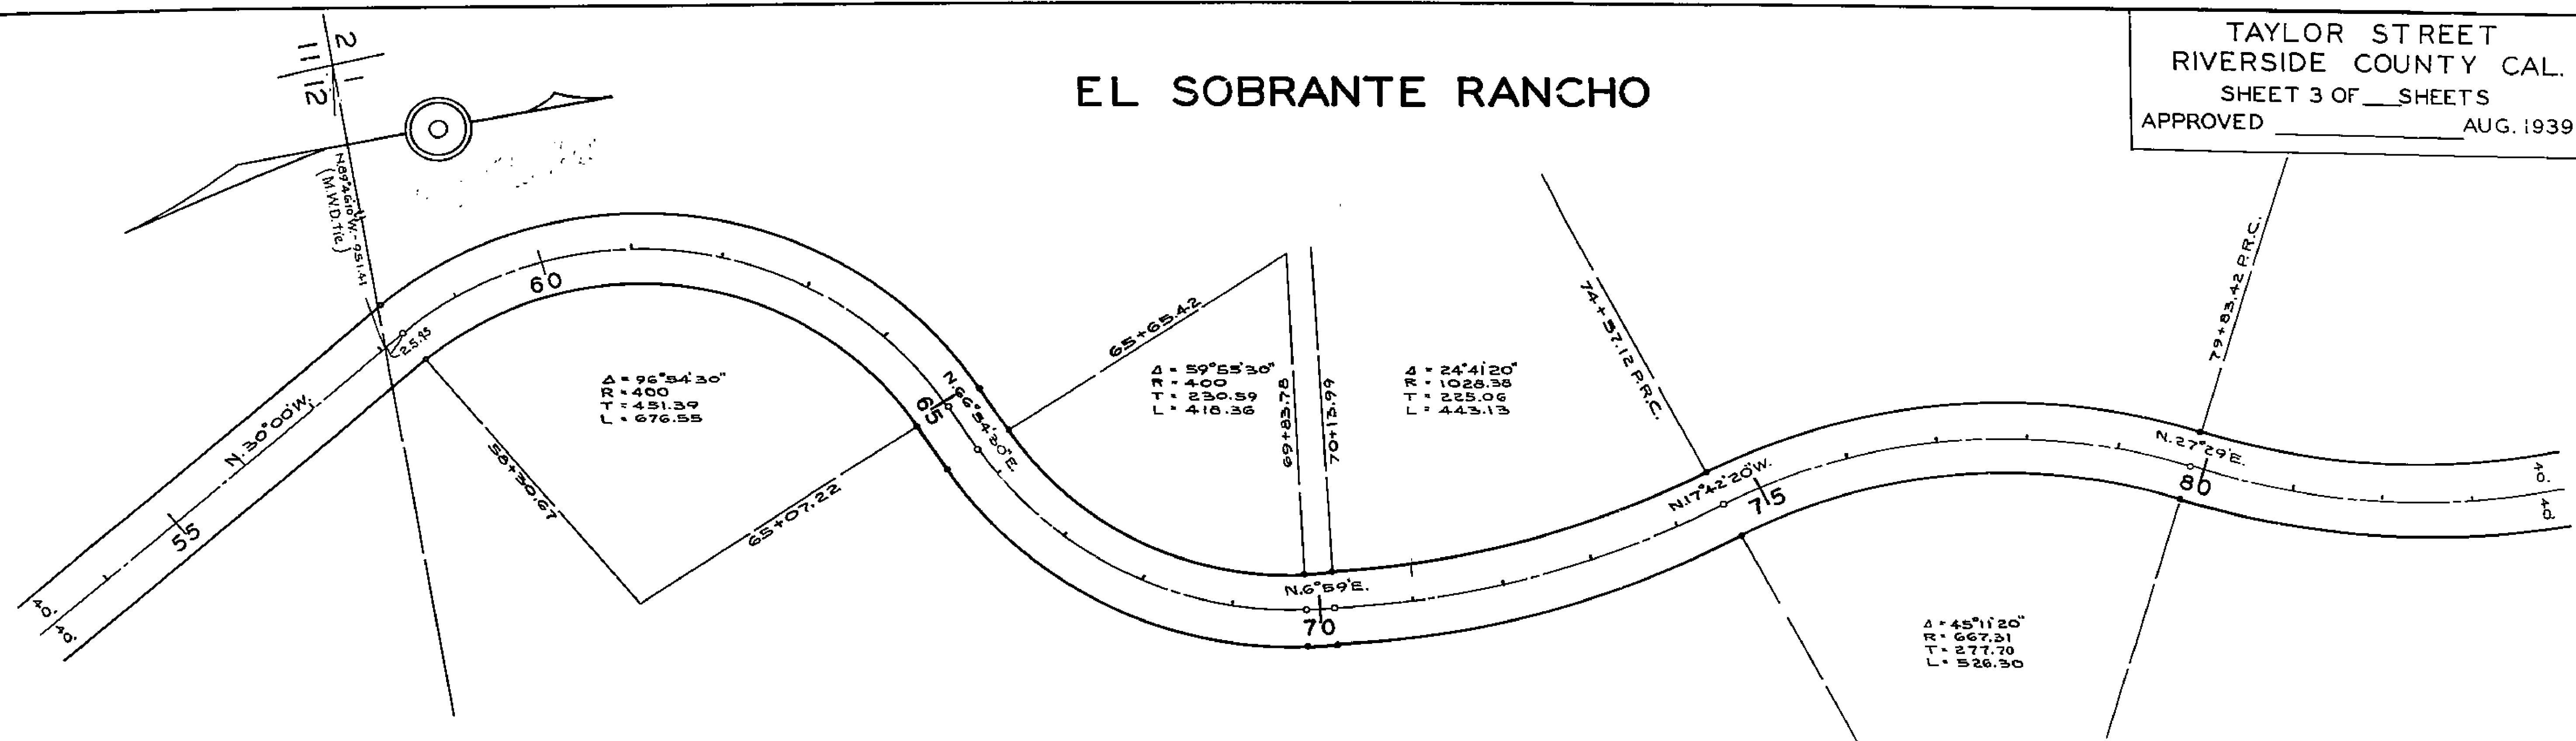 EL SOBRANTE RANCHO
TAYLOR STREET
RIVERSIDE COUNTY CAL.
SHEET 3 OF ___ SHEETS
APPROVED ____________ AUG. 1939
2
11
1
12
N.89°46'10"W.-951.41
(M.W.D. Tie)
25.95
N.30°00'W.
55
40.
40.
60
58+30.67
Δ = 96°54'30"
R = 400
T = 451.39
L = 676.55
65
N.66°54'30"E.
65+07.22
65+65.42
Δ = 59°55'30"
R = 400
T = 230.59
L = 418.36
69+83.78
70+13.99
N.6°59'E.
70
Δ = 24°41'20"
R = 1028.38
T = 225.06
L = 443.13
74+57.12 P.R.C.
N.17°42'20"W.
75
Δ = 45°11'20"
R = 667.31
T = 277.70
L = 526.30
79+83.42 P.R.C.
N.27°29'E.
80
40.
40.